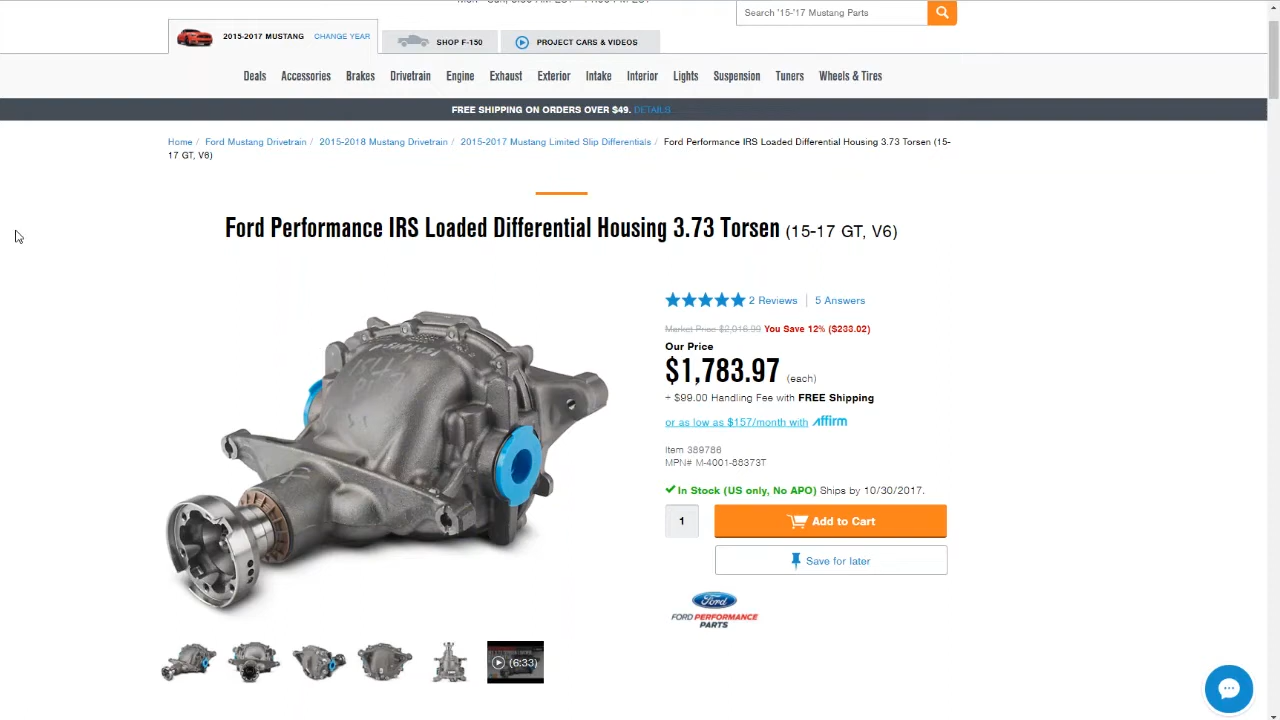 Search '15-'17 Mustang Parts
2015-2017 MUSTANG CHANGE YEAR
SHOP F-150
PROJECT CARS & VIDEOS
Deals Accessories Brakes Drivetrain Engine Exhaust Exterior Intake Interior Lights Suspension Tuners Wheels & Tires
FREE SHIPPING ON ORDERS OVER $49. DETAILS
Home / Ford Mustang Drivetrain / 2015-2018 Mustang Drivetrain / 2015-2017 Mustang Limited Slip Differentials / Ford Performance IRS Loaded Differential Housing 3.73 Torsen (15-
17 GT, V6)
Ford Performance IRS Loaded Differential Housing 3.73 Torsen (15-17 GT, V6)
2 Reviews | 5 Answers
Market Price $2,016.99 You Save 12% ($233.02)
Our Price
$1,783.97 (each)
+ $99.00 Handling Fee with FREE Shipping
or as low as $157/month with affirm
Item 389786
MPN# M-4001-88373T
In Stock (US only, No APO) Ships by 10/30/2017.
1
Add to Cart
Save for later
Ford
FORD PERFORMANCE
PARTS
(6:33)